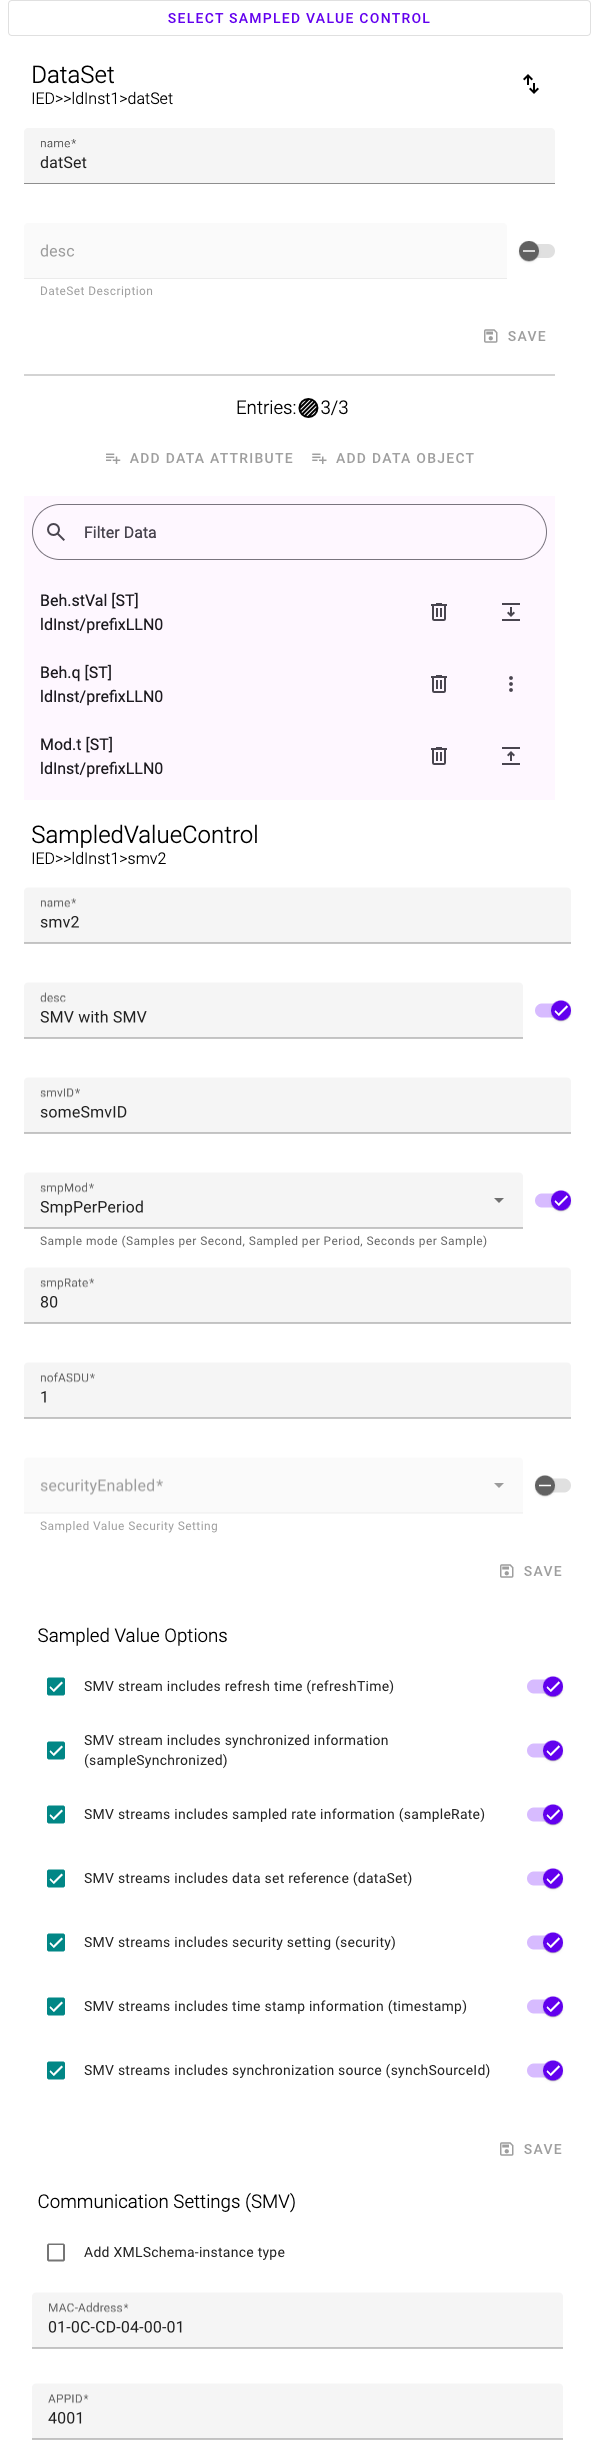 SELECT SAMPLED VALUE CONTROL
DataSet
IED>>ldInst1>datSet
name*
datSet
desc
DateSet Description
SAVE
Entries: 3/3
ADD DATA ATTRIBUTE ADD DATA OBJECT
Filter Data
Beh.stVal [ST]
ldInst/prefixLLN0
Beh.q [ST]
ldInst/prefixLLN0
Mod.t [ST]
ldInst/prefixLLN0
SampledValueControl
IED>>ldInst1>smv2
name*
smv2
desc
SMV with SMV
smvID*
someSmvID
smpMod*
SmpPerPeriod
Sample mode (Samples per Second, Sampled per Period, Seconds per Sample)
smpRate*
80
nofASDU*
1
securityEnabled*
Sampled Value Security Setting
SAVE
Sampled Value Options
SMV stream includes refresh time (refreshTime)
SMV stream includes synchronized information
(sampleSynchronized)
SMV streams includes sampled rate information (sampleRate)
SMV streams includes data set reference (dataSet)
SMV streams includes security setting (security)
SMV streams includes time stamp information (timestamp)
SMV streams includes synchronization source (synchSourceId)
SAVE
Communication Settings (SMV)
Add XMLSchema-instance type
MAC-Address*
01-0C-CD-04-00-01
APPID*
4001